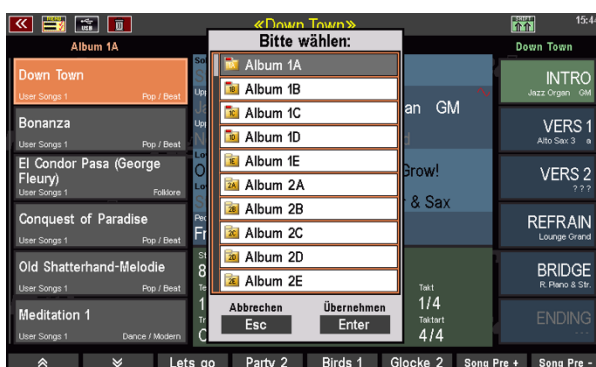 «Down Town»
15:44
Album 1A
Bitte wählen:
Down Town
Down Town
User Songs 1
Pop / Beat
Bonanza
User Songs 1
Pop / Beat
El Condor Pasa (George
Fleury)
User Songs 1
Folklore
Conquest of Paradise
User Songs 1
Pop / Beat
Old Shatterhand-Melodie
User Songs 1
Pop / Beat
Meditation 1
User Songs 1
Dance / Modern
Album 1A
Album 1B
Album 1C
Album 1D
Album 1E
Album 2A
Album 2B
Album 2C
Album 2D
Album 2E
Abbrechen
Übernehmen
Esc
Enter
GM
Grow!
& Sax
Takt
1/4
Taktart
4/4
INTRO
Jazz Organ GM
VERS 1
Alto Sax 3 a
VERS 2
???
REFRAIN
Lounge Grand
BRIDGE
R. Piano & Str.
ENDING
---
Lets go
Party 2
Birds 1
Glocke 2
Song Pre +
Song Pre -